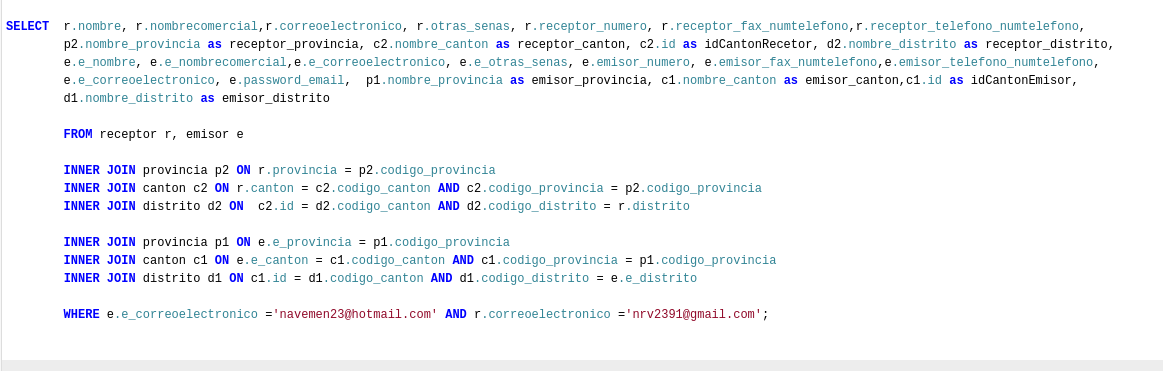 SELECT  r.nombre, r.nombrecomercial,r.correoelectronico, r.otras_senas, r.receptor_numero, r.receptor_fax_numtelefono,r.receptor_telefono_numtelefono,
p2.nombre_provincia as receptor_provincia, c2.nombre_canton as receptor_canton, c2.id as idCantonRecetor, d2.nombre_distrito as receptor_distrito,
e.e_nombre, e.e_nombrecomercial,e.e_correoelectronico, e.e_otras_senas, e.emisor_numero, e.emisor_fax_numtelefono,e.emisor_telefono_numtelefono,
e.e_correoelectronico, e.password_email,  p1.nombre_provincia as emisor_provincia, c1.nombre_canton as emisor_canton,c1.id as idCantonEmisor,
d1.nombre_distrito as emisor_distrito
FROM receptor r, emisor e
INNER JOIN provincia p2 ON r.provincia = p2.codigo_provincia
INNER JOIN canton c2 ON r.canton = c2.codigo_canton AND c2.codigo_provincia = p2.codigo_provincia
INNER JOIN distrito d2 ON  c2.id = d2.codigo_canton AND d2.codigo_distrito = r.distrito
INNER JOIN provincia p1 ON e.e_provincia = p1.codigo_provincia
INNER JOIN canton c1 ON e.e_canton = c1.codigo_canton AND c1.codigo_provincia = p1.codigo_provincia
INNER JOIN distrito d1 ON c1.id = d1.codigo_canton AND d1.codigo_distrito = e.e_distrito
WHERE e.e_correoelectronico ='navemen23@hotmail.com' AND r.correoelectronico ='nrv2391@gmail.com';